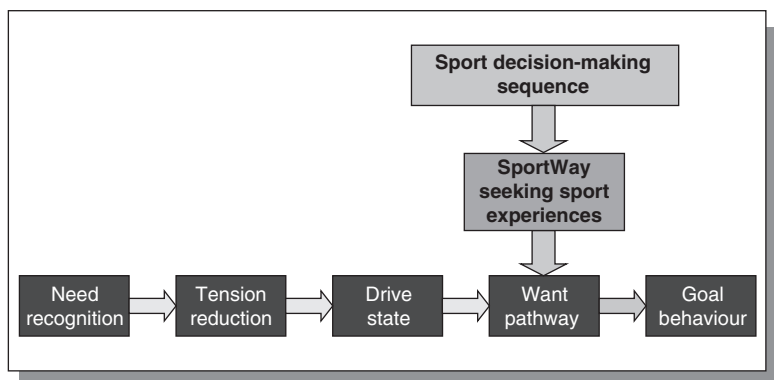 Sport decision-making
sequence
SportWay
seeking sport
experiences
Need
recognition
Tension
reduction
Drive
state
Want
pathway
Goal
behaviour